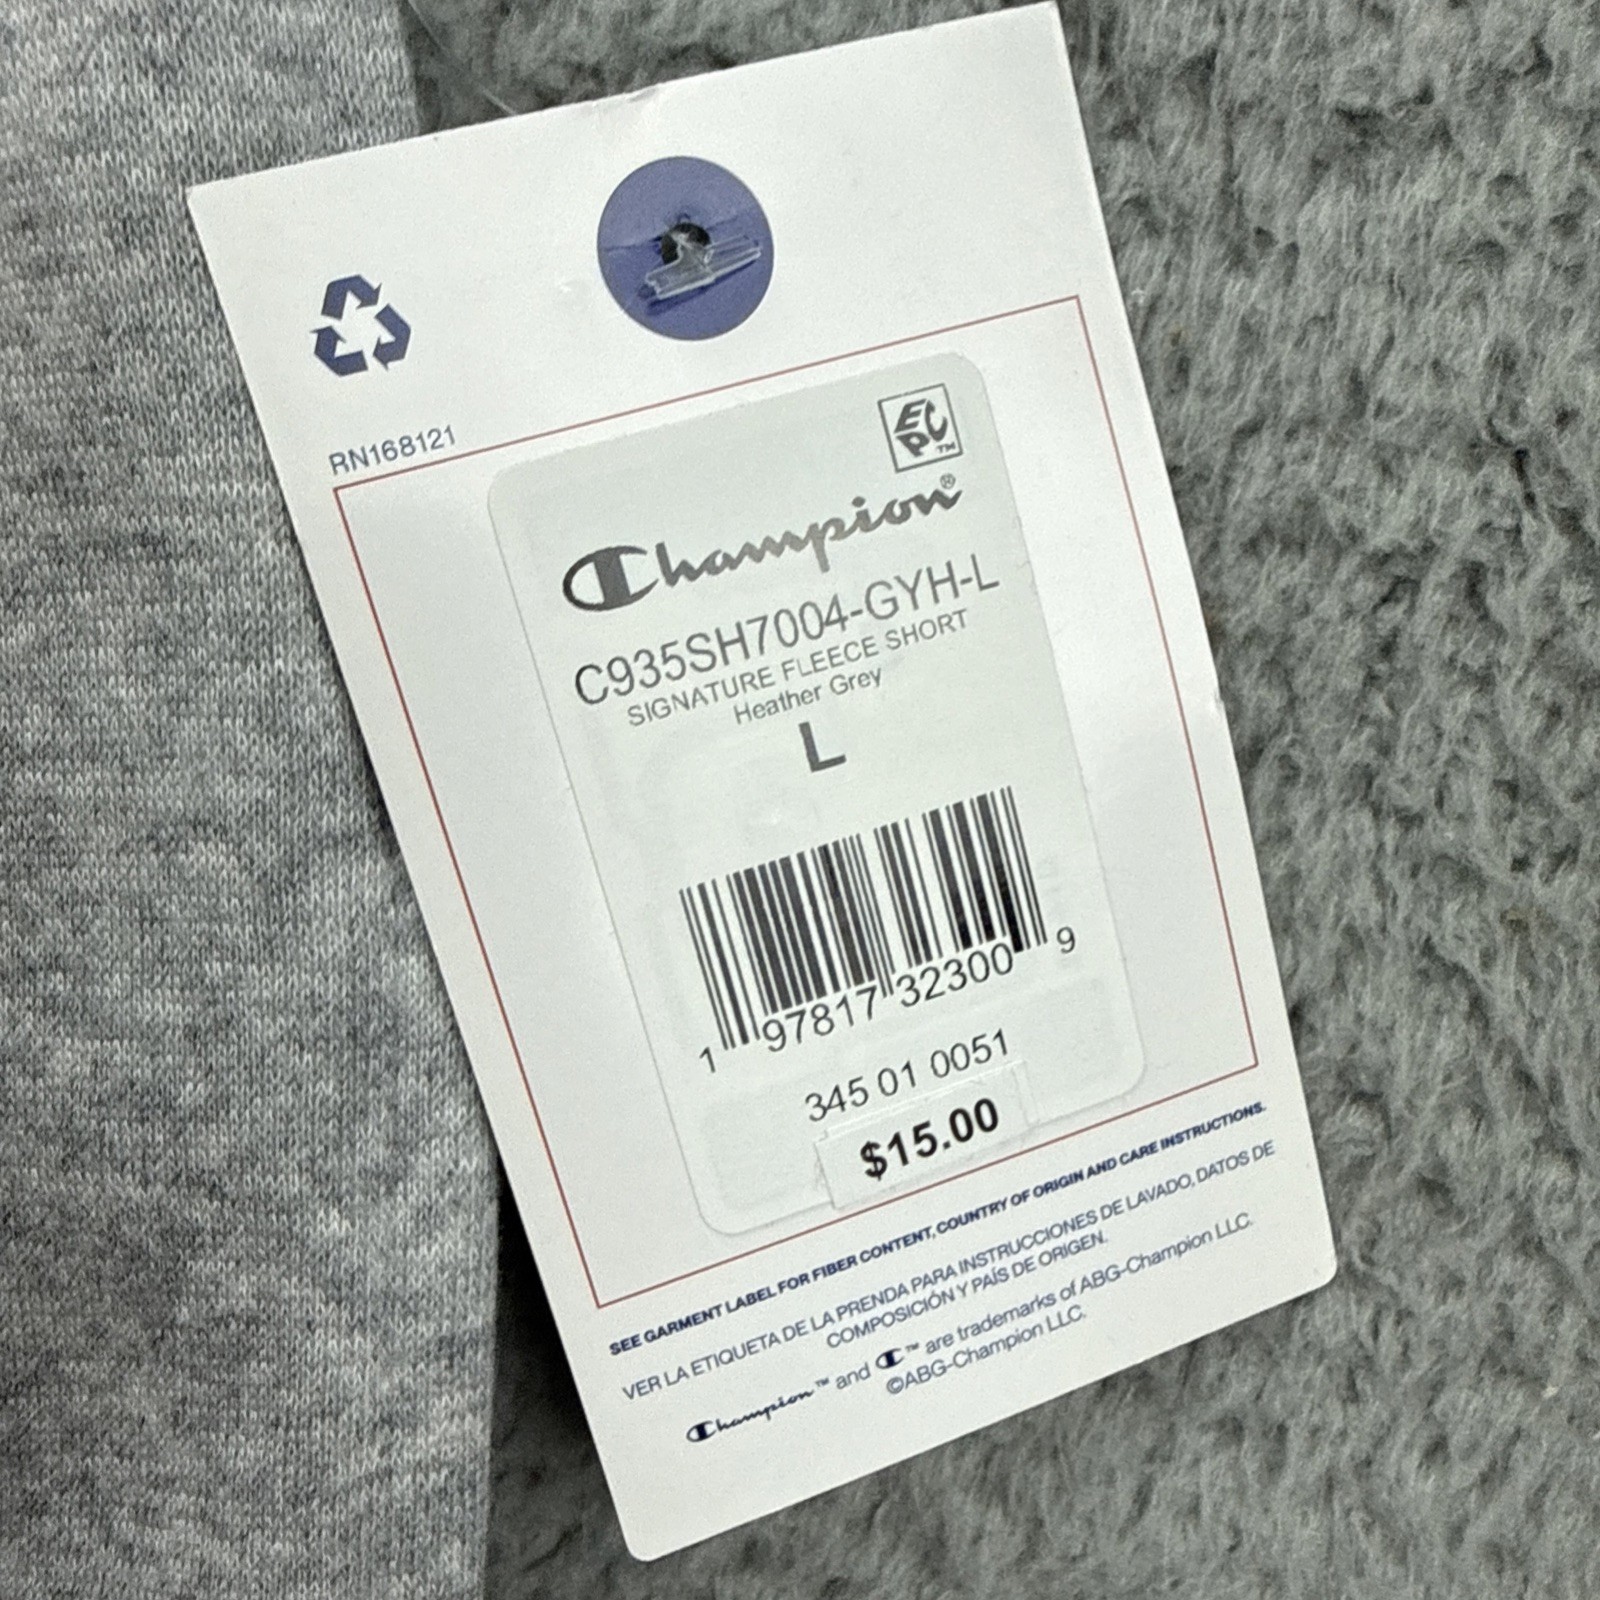 RN168121
EPC™
Champion®
C935SH7004-GYH-L
SIGNATURE FLEECE SHORT
Heather Grey
L
1 97817 32300 9
345 01 0051
$15.00
SEE GARMENT LABEL FOR FIBER CONTENT, COUNTRY OF ORIGIN AND CARE INSTRUCTIONS.
VER LA ETIQUETA DE LA PRENDA PARA INSTRUCCIONES DE LAVADO, DATOS DE
COMPOSICIÓN Y PAÍS DE ORIGEN.
Champion™ and C™ are trademarks of ABG-Champion LLC.
©ABG-Champion LLC.